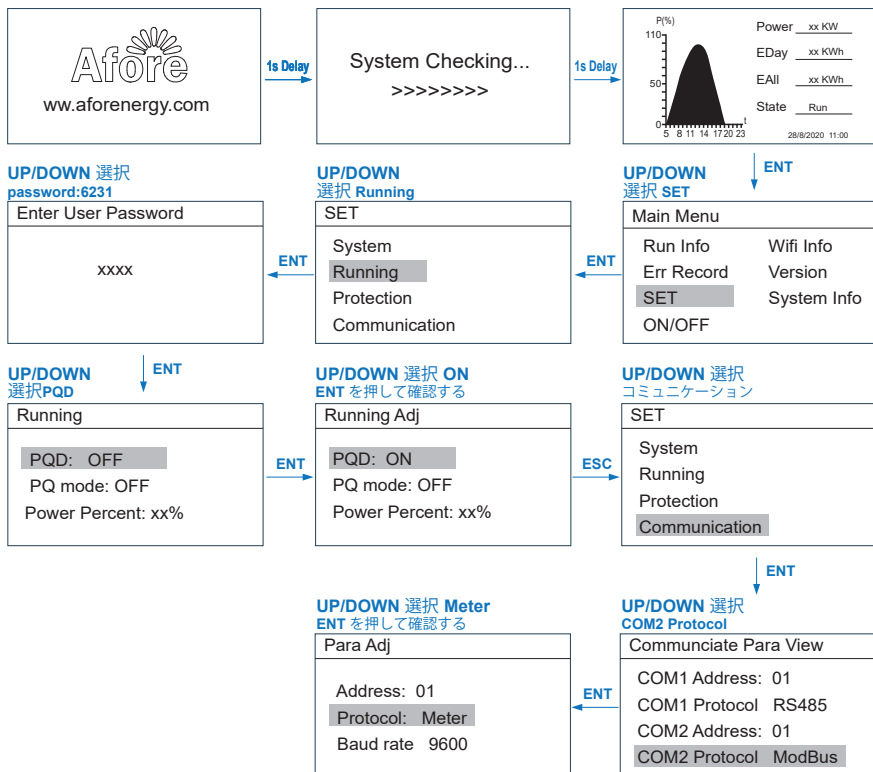 Afore
ww.aforenergy.com
1s Delay
System Checking...
>>>>>>>>
1s Delay
P(%)
110
50
0
5 8 11 14 17 20 23
t
Power xx KW
EDay xx KWh
EAll xx KWh
State Run
28/8/2020 11:00
ENT
UP/DOWN
選択 SET
Main Menu
Run Info
Wifi Info
Err Record
Version
SET
System Info
ON/OFF
ENT
UP/DOWN
選択 Running
SET
System
Running
Protection
Communication
ENT
UP/DOWN 選択
password:6231
Enter User Password
xxxx
ENT
UP/DOWN
選択PQD
Running
PQD: OFF
PQ mode: OFF
Power Percent: xx%
ENT
UP/DOWN 選択 ON
ENT を押して確認する
Running Adj
PQD: ON
PQ mode: OFF
Power Percent: xx%
ESC
UP/DOWN 選択
コミュニケーション
SET
System
Running
Protection
Communication
ENT
UP/DOWN 選択
COM2 Protocol
Communciate Para View
COM1 Address: 01
COM1 Protocol RS485
COM2 Address: 01
COM2 Protocol ModBus
ENT
UP/DOWN 選択 Meter
ENT を押して確認する
Para Adj
Address: 01
Protocol: Meter
Baud rate 9600